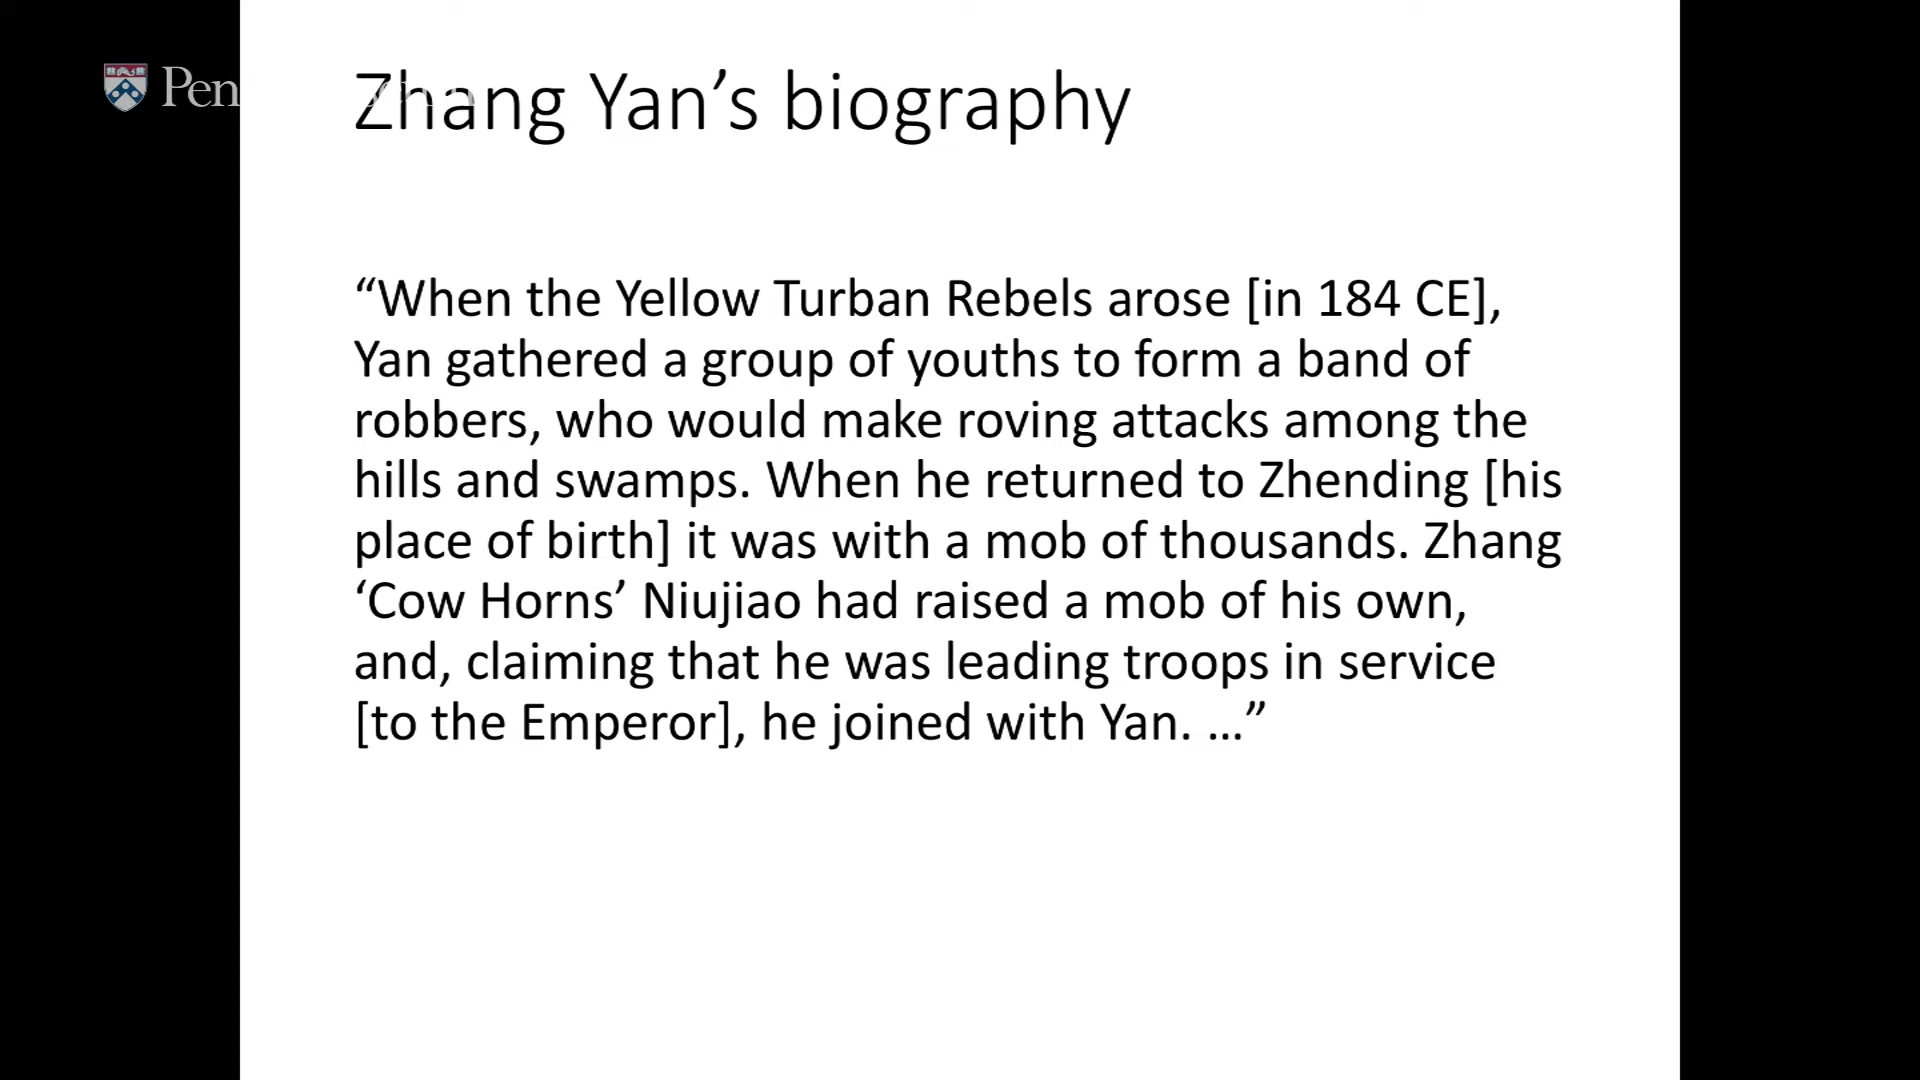 Pen
Zhang Yan’s biography
“When the Yellow Turban Rebels arose [in 184 CE],
Yan gathered a group of youths to form a band of
robbers, who would make roving attacks among the
hills and swamps. When he returned to Zhending [his
place of birth] it was with a mob of thousands. Zhang
‘Cow Horns’ Niujiao had raised a mob of his own,
and, claiming that he was leading troops in service
[to the Emperor], he joined with Yan. …”